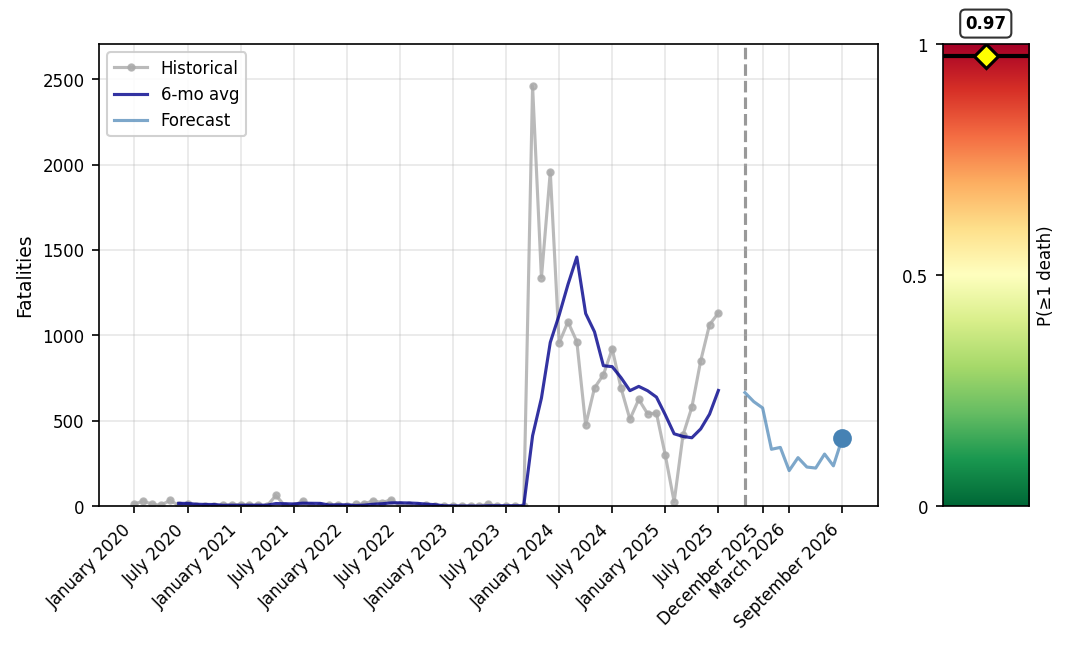 0.97
Historical
6-mo avg
Forecast
Fatalities
2500
2000
1500
1000
500
0
January 2020
July 2020
January 2021
July 2021
January 2022
July 2022
January 2023
July 2023
January 2024
July 2024
January 2025
July 2025
December 2025
March 2026
September 2026
1
0.5
0
P(≥1 death)